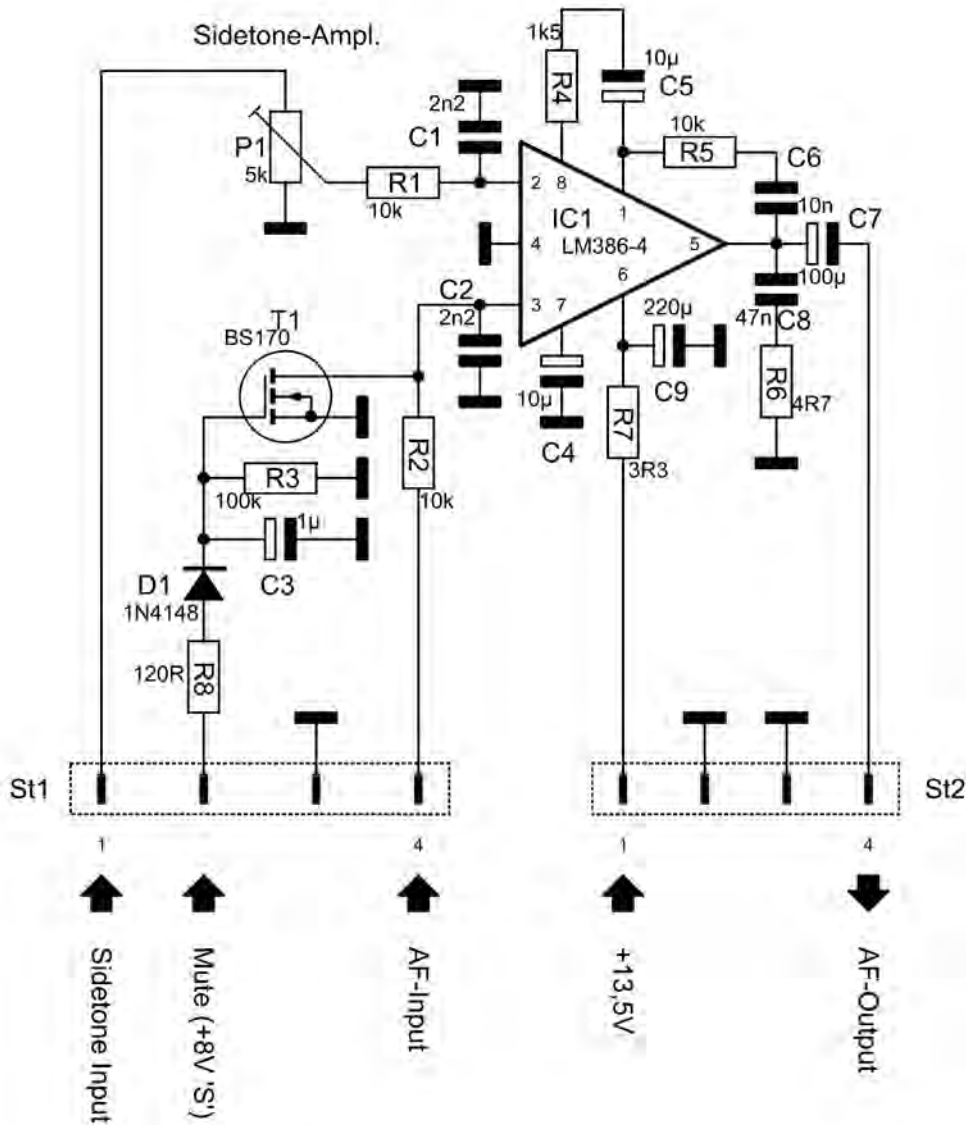 Sidetone-Ampl.
1k5
R4
10µ
C5
2n2
C1
P1
5k
R1
10k
10k
R5
C6
10n
C7
100µ
2
8
1
IC1
LM386-4
4
5
6
3
7
C2
2n2
220µ
C9
47n
C8
R6
4R7
T1
BS170
10µ
C4
R7
3R3
R2
10k
R3
100k
1µ
C3
D1
1N4148
120R
R8
St1
St2
1
4
1
4
Sidetone Input
Mute (+8V 'S')
AF-Input
+13,5V
AF-Output